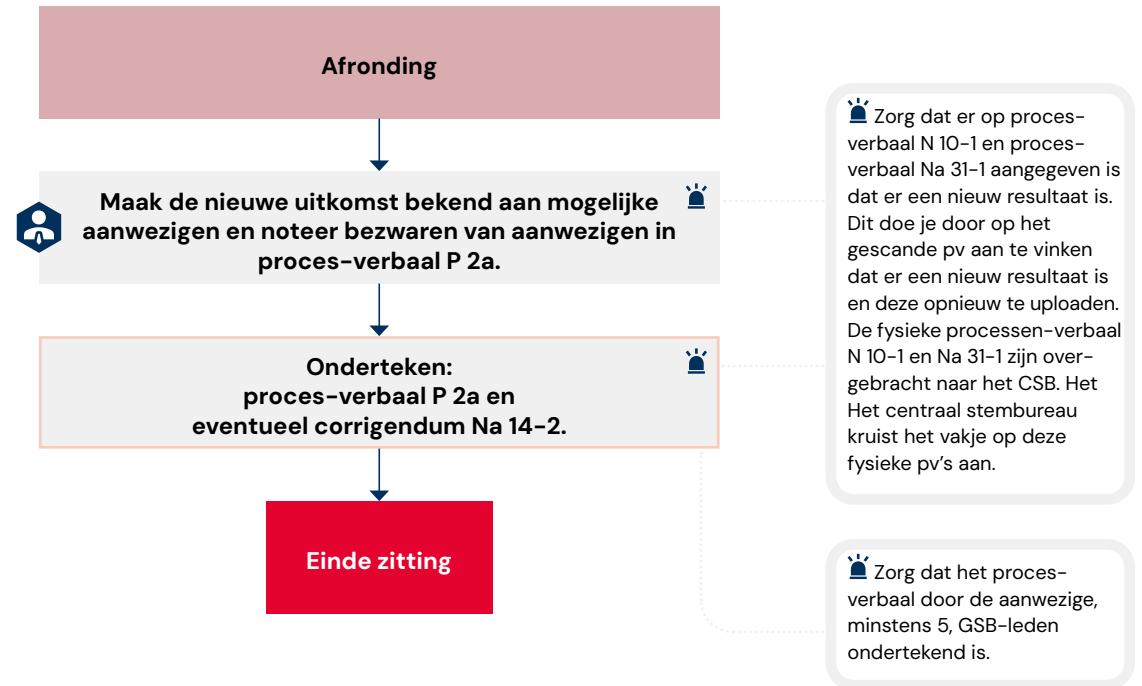 Afronding
Maak de nieuwe uitkomst bekend aan mogelijke
aanwezigen en noteer bezwaren van aanwezigen in
proces-verbaal P 2a.
Onderteken:
proces-verbaal P 2a en
eventueel corrigendum Na 14-2.
Einde zitting
Zorg dat er op proces-
verbaal N 10-1 en proces-
verbaal Na 31-1 aangegeven is
dat er een nieuw resultaat is.
Dit doe je door op het
gescande pv aan te vinken
dat er een nieuw resultaat is
en deze opnieuw te uploaden.
De fysieke processen-verbaal
N 10-1 en Na 31-1 zijn over-
gebracht naar het CSB. Het
Het centraal stembureau
kruist het vakje op deze
fysieke pv's aan.
Zorg dat het proces-
verbaal door de aanwezige,
minstens 5, GSB-leden
ondertekend is.